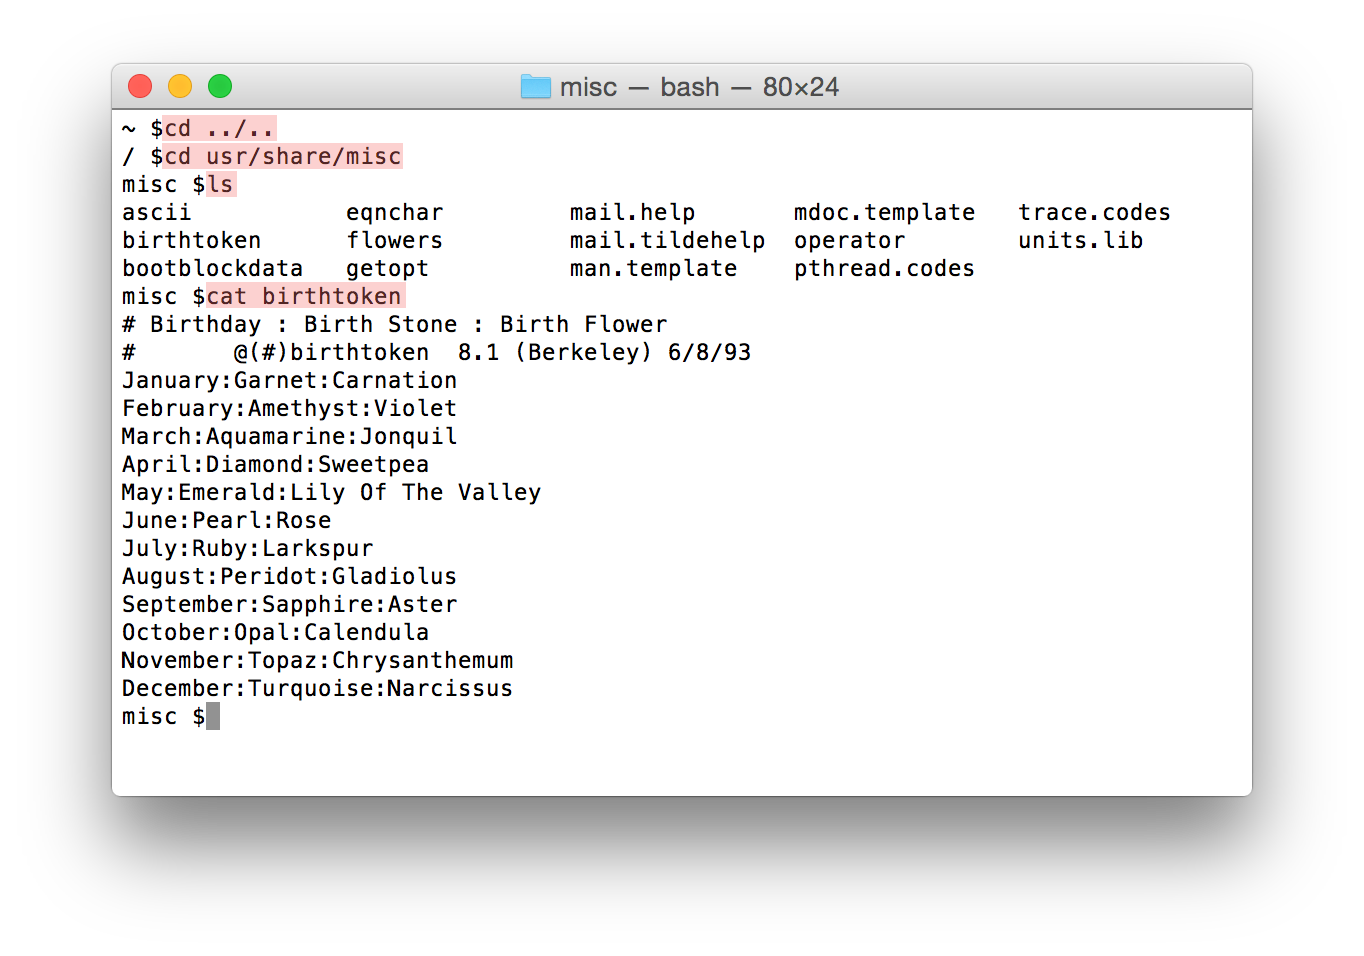 misc — bash — 80×24
~ $cd ../..
/ $cd usr/share/misc
misc $ls
ascii           eqnchar         mail.help       mdoc.template   trace.codes
birthtoken      flowers         mail.tildehelp  operator        units.lib
bootblockdata   getopt          man.template    pthread.codes
misc $cat birthtoken
# Birthday : Birth Stone : Birth Flower
#       @(#)birthtoken  8.1 (Berkeley) 6/8/93
January:Garnet:Carnation
February:Amethyst:Violet
March:Aquamarine:Jonquil
April:Diamond:Sweetpea
May:Emerald:Lily Of The Valley
June:Pearl:Rose
July:Ruby:Larkspur
August:Peridot:Gladiolus
September:Sapphire:Aster
October:Opal:Calendula
November:Topaz:Chrysanthemum
December:Turquoise:Narcissus
misc $